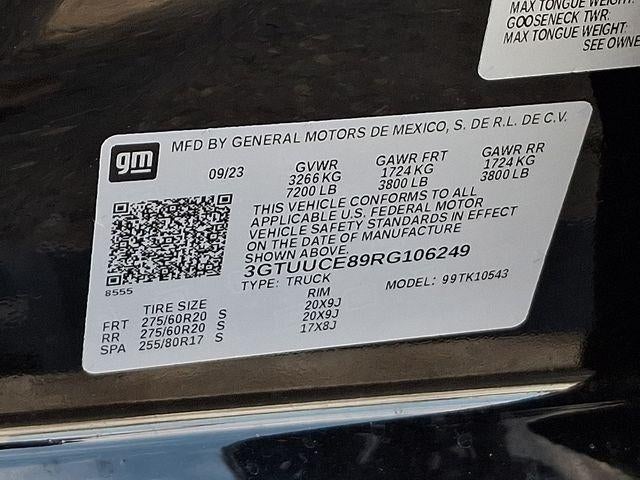 MAX TONGUE WEIGHT:
GOOSENECK TWR:
MAX TONGUE WEIGHT:
SEE OWNE
gm
MFD BY GENERAL MOTORS DE MEXICO, S. DE R.L. DE C.V.
09/23 GVWR GAWR FRT GAWR RR
3266 KG 1724 KG 1724 KG
7200 LB 3800 LB 3800 LB
THIS VEHICLE CONFORMS TO ALL
APPLICABLE U.S. FEDERAL MOTOR
VEHICLE SAFETY STANDARDS IN EFFECT
ON THE DATE OF MANUFACTURE
SHOWN ABOVE.
3GTUUCE89RG106249
8555
TYPE: TRUCK MODEL: 99TK10543
TIRE SIZE RIM
FRT 275/60R20 S 20X9J
RR 275/60R20 S 20X9J
SPA 255/80R17 S 17X8J